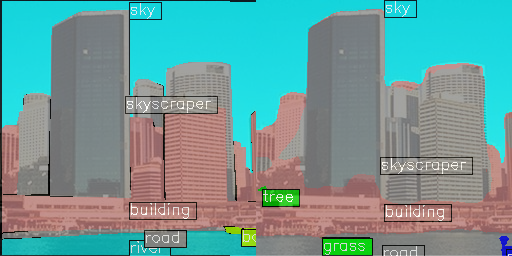 sky
skyscraper
building
road
river
sky
skyscraper
tree
building
grass
road